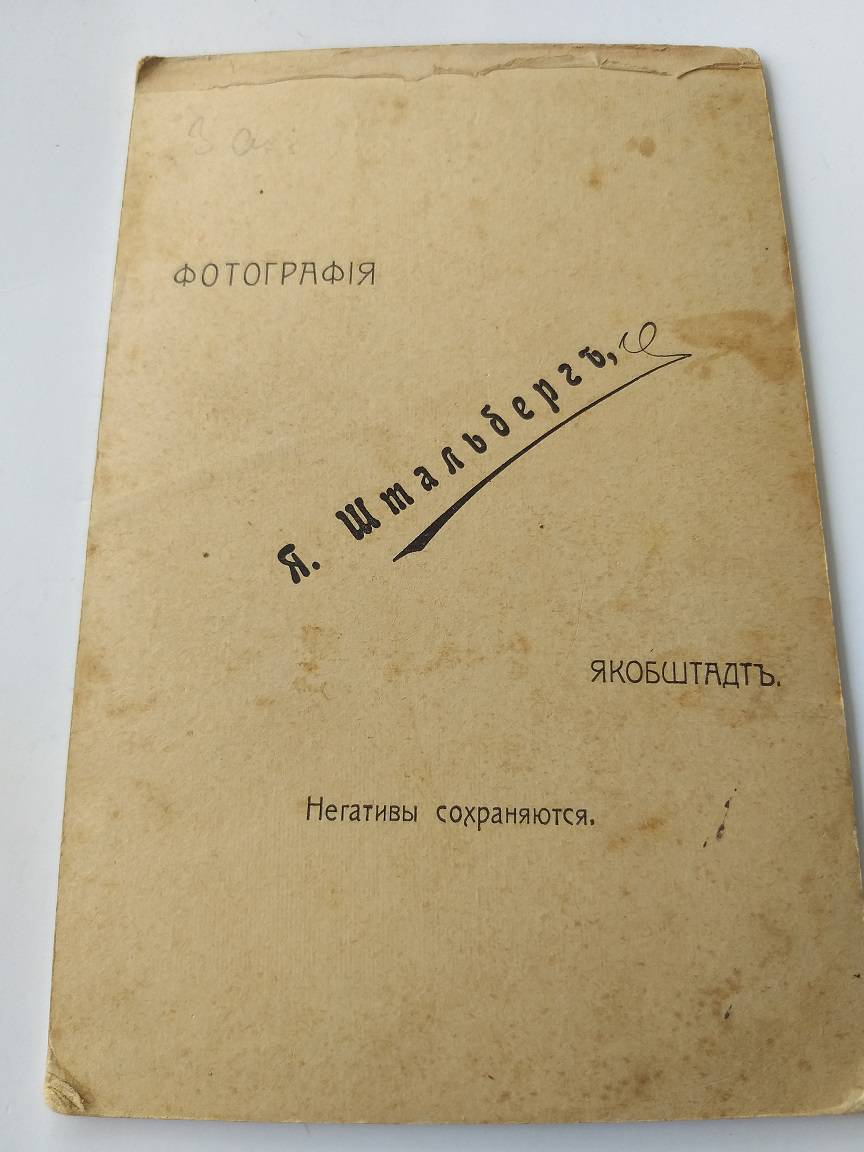 ФОТОГРАФІЯ
Я. Штальбергъ,
ЯКОБШТАДТЪ.
Негативы сохраняются.